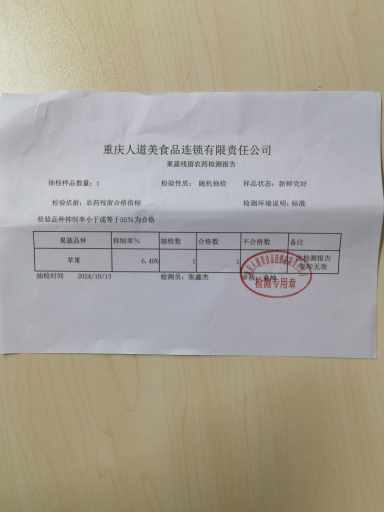 重庆人道美食品连锁有限责任公司
果蔬残留农药检测报告
抽检样品数量：1 检验性质： 随机抽检 样品状态：新鲜完好
检验依据：农药残留合格指标 检测环境说明：标准
检验品种抑制率小于或等于50%为合格
果蔬品种 抑制率% 抽检数 合格数 不合格数 备注
苹果 6.40% 1 1 此检测报告
复印无效
抽检时间 2024/10/13 检测员：张鑫杰 审核：
检测专用章